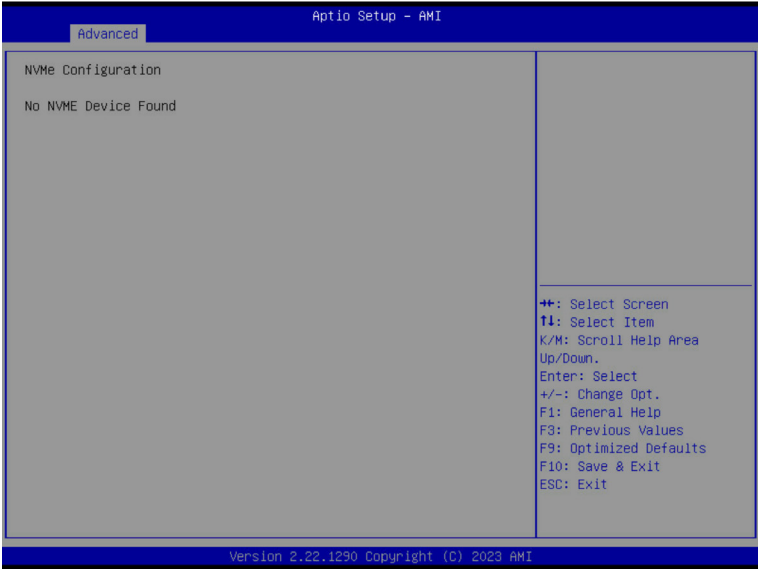 Aptio Setup – AMI
Advanced
NVMe Configuration
No NVME Device Found
→←: Select Screen
↑↓: Select Item
K/M: Scroll Help Area
Up/Down.
Enter: Select
+/-: Change Opt.
F1: General Help
F3: Previous Values
F9: Optimized Defaults
F10: Save & Exit
ESC: Exit
Version 2.22.1290 Copyright (C) 2023 AMI